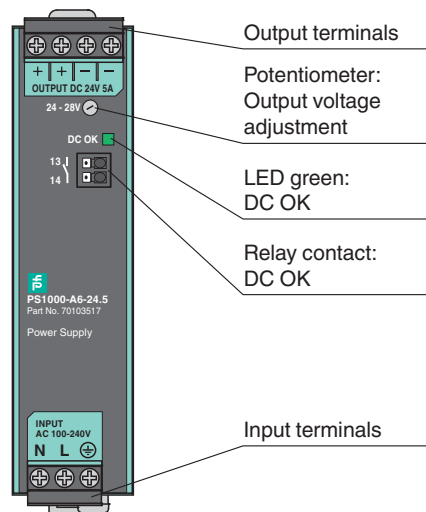 Output terminals
+ + − −
OUTPUT DC 24V 5A
Potentiometer:
Output voltage
adjustment
24 - 28V
DC OK
LED green:
DC OK
13
14
Relay contact:
DC OK
PS1000-A6-24.5
Part No. 70103517
Power Supply
INPUT
AC 100-240V
N L
Input terminals